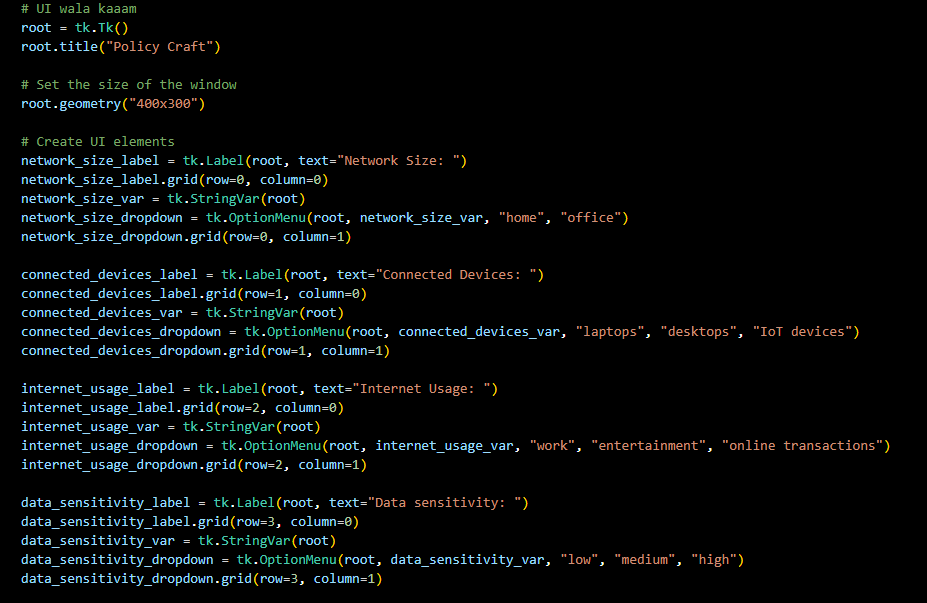 # UI wala kaaam
root = tk.Tk()
root.title("Policy Craft")

# Set the size of the window
root.geometry("400x300")

# Create UI elements
network_size_label = tk.Label(root, text="Network Size: ")
network_size_label.grid(row=0, column=0)
network_size_var = tk.StringVar(root)
network_size_dropdown = tk.OptionMenu(root, network_size_var, "home", "office")
network_size_dropdown.grid(row=0, column=1)

connected_devices_label = tk.Label(root, text="Connected Devices: ")
connected_devices_label.grid(row=1, column=0)
connected_devices_var = tk.StringVar(root)
connected_devices_dropdown = tk.OptionMenu(root, connected_devices_var, "laptops", "desktops", "IoT devices")
connected_devices_dropdown.grid(row=1, column=1)

internet_usage_label = tk.Label(root, text="Internet Usage: ")
internet_usage_label.grid(row=2, column=0)
internet_usage_var = tk.StringVar(root)
internet_usage_dropdown = tk.OptionMenu(root, internet_usage_var, "work", "entertainment", "online transactions")
internet_usage_dropdown.grid(row=2, column=1)

data_sensitivity_label = tk.Label(root, text="Data sensitivity: ")
data_sensitivity_label.grid(row=3, column=0)
data_sensitivity_var = tk.StringVar(root)
data_sensitivity_dropdown = tk.OptionMenu(root, data_sensitivity_var, "low", "medium", "high")
data_sensitivity_dropdown.grid(row=3, column=1)